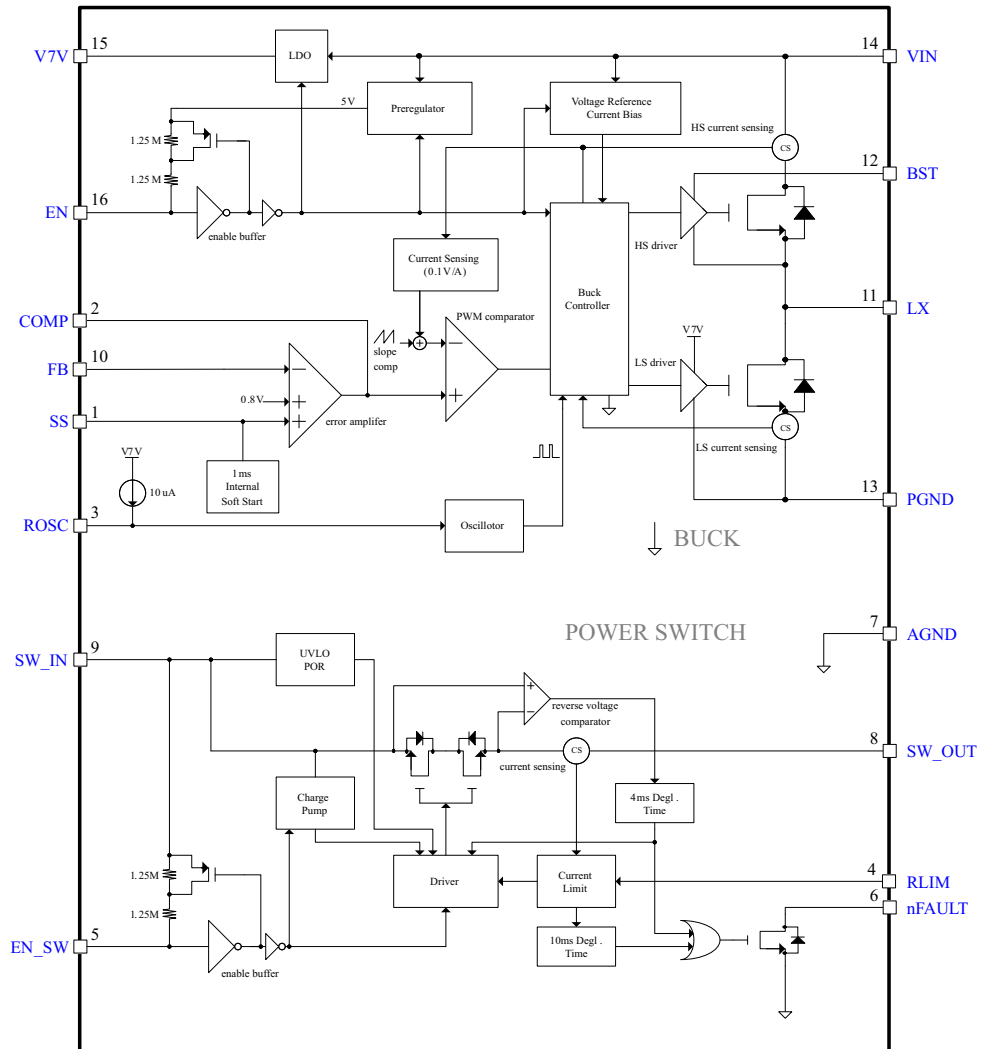 15
V7V
LDO
14
VIN
5V
Preregulator
Voltage Reference
Current Bias
HS current sensing
CS
1.25 M
1.25 M
12
BST
16
EN
enable buffer
HS driver
Current Sensing
(0.1V/A)
Buck
Controller
2
COMP
PWM comparator
11
LX
slope
comp
+
−
+
V7V
LS driver
10
FB
−
0.8V
+
+
error amplifer
1
SS
CS
LS current sensing
V7V
10uA
1ms
Internal
Soft Start
13
PGND
3
ROSC
Oscillotor
BUCK
POWER SWITCH
7
AGND
9
SW_IN
UVLO
POR
+
−
reverse voltage
comparator
current sensing
CS
8
SW_OUT
Charge
Pump
4ms Degl .
Time
1.25M
1.25M
Driver
Current
Limit
4
RLIM
6
nFAULT
5
EN_SW
enable buffer
10ms Degl .
Time